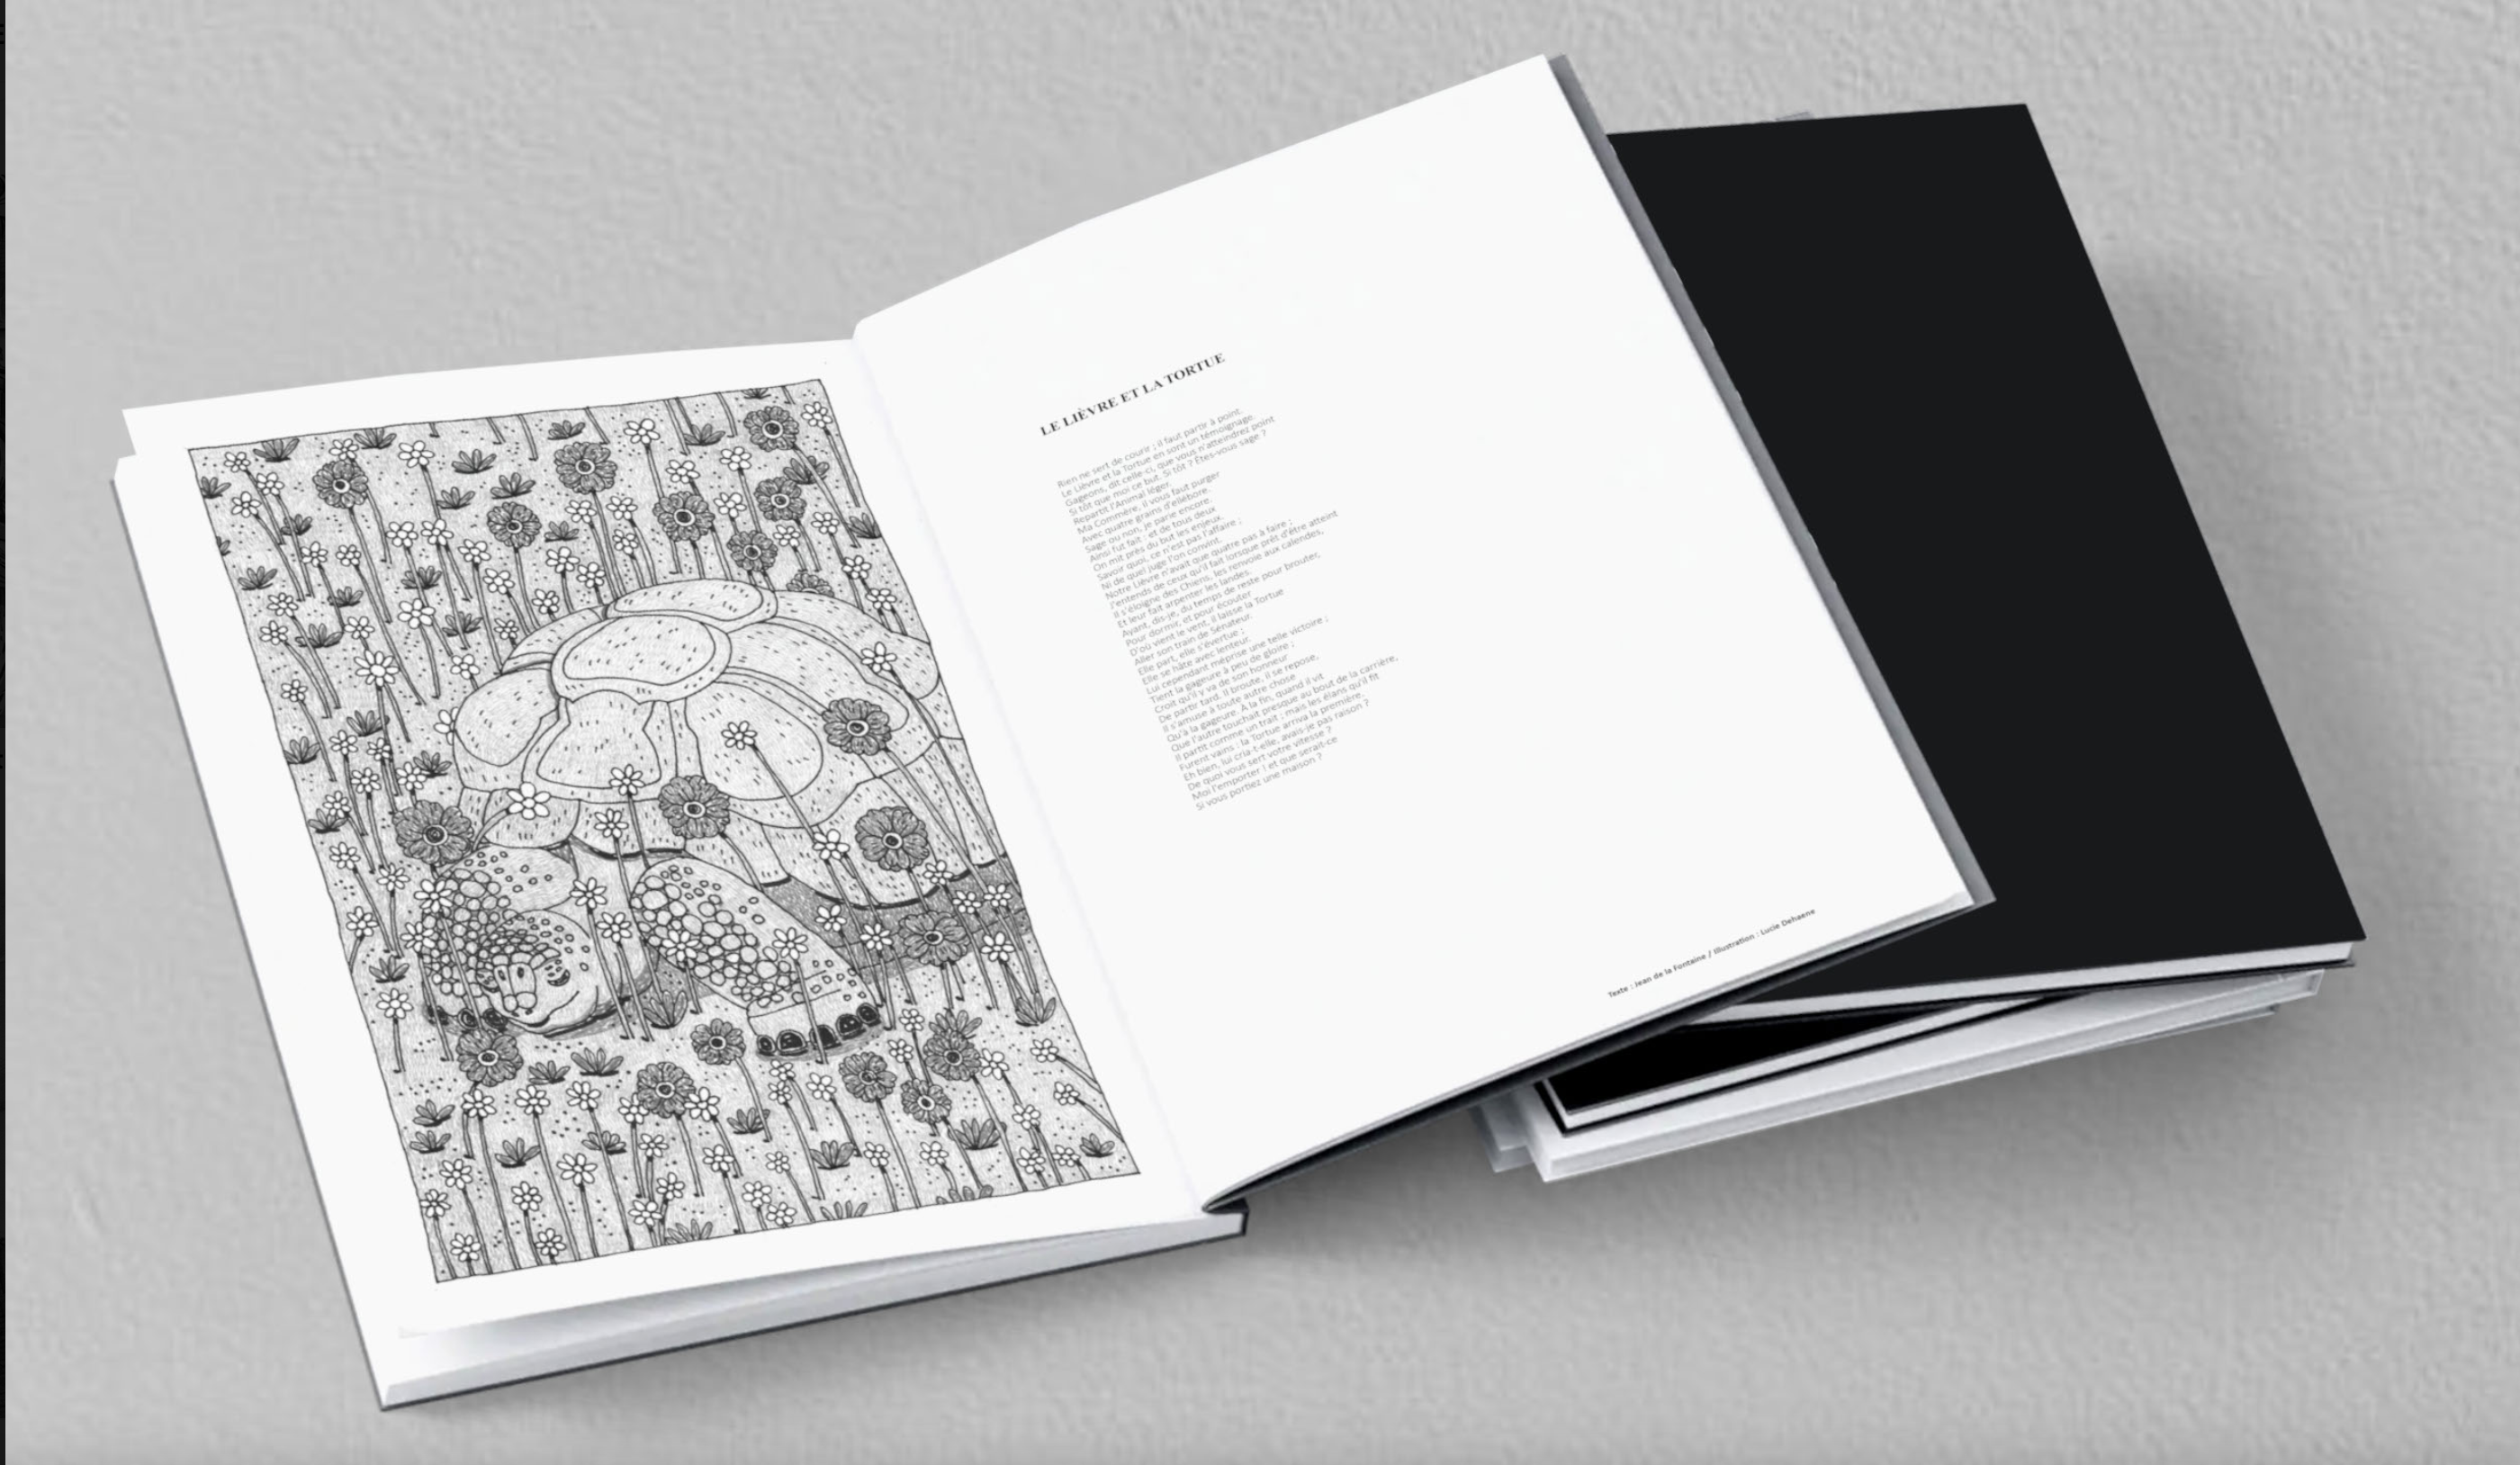 LE LIÈVRE ET LA TORTUE
Rien ne sert de courir ; il faut partir à point.
Le Lièvre et la Tortue en sont un témoignage.
Gageons, dit celle-ci, que vous n'atteindrez point
Si tôt que moi ce but. Si tôt ? Êtes-vous sage ?
Repartit l'Animal léger.
Ma Commère, il vous faut purger
Avec quatre grains d'ellébore.
Sage ou non, je parie encore.
Ainsi fut fait : et de tous deux
On mit près du but les enjeux.
Savoir quoi, ce n'est pas l'affaire ;
Ni de quel juge l'on convint.
Notre Lièvre n'avait que quatre pas à faire ;
J'entends de ceux qu'il fait lorsque prêt d'être atteint
Il s'éloigne des Chiens, les renvoie aux calendes,
Et leur fait arpenter les landes.
Ayant, dis-je, du temps de reste pour brouter,
Pour dormir, et pour écouter
D'où vient le vent, il laisse la Tortue
Aller son train de Sénateur.
Elle part, elle s'évertue ;
Elle se hâte avec lenteur.
Lui cependant méprise une telle victoire ;
Tient la gageure à peu de gloire ;
Croit qu'il y va de son honneur
De partir tard. Il broute, il se repose,
Il s'amuse à toute autre chose
Qu'à la gageure. À la fin, quand il vit
Que l'autre touchait presque au bout de la carrière,
Il partit comme un trait ; mais les élans qu'il fit
Furent vains : la Tortue arriva la première.
Eh bien, lui cria-t-elle, avais-je pas raison ?
De quoi vous sert votre vitesse ?
Moi l'emporter ! et que serait-ce
Si vous portiez une maison ?
Texte : Jean de la Fontaine / Illustration : Lucie Dehaene